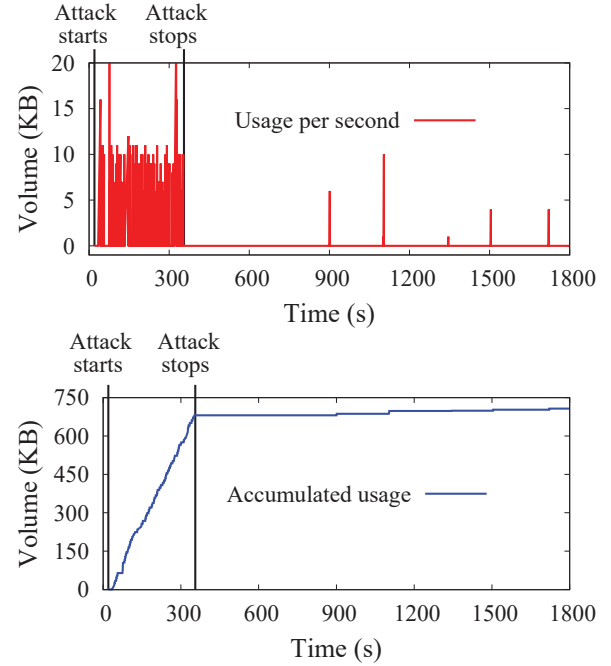 Attack Attack
starts stops
20
15
10
5
0
Volume (KB)
Usage per second
0 300 600 900 1200 1500 1800
Time (s)
Attack Attack
starts stops
750
600
450
300
150
0
Volume (KB)
Accumulated usage
0 300 600 900 1200 1500 1800
Time (s)